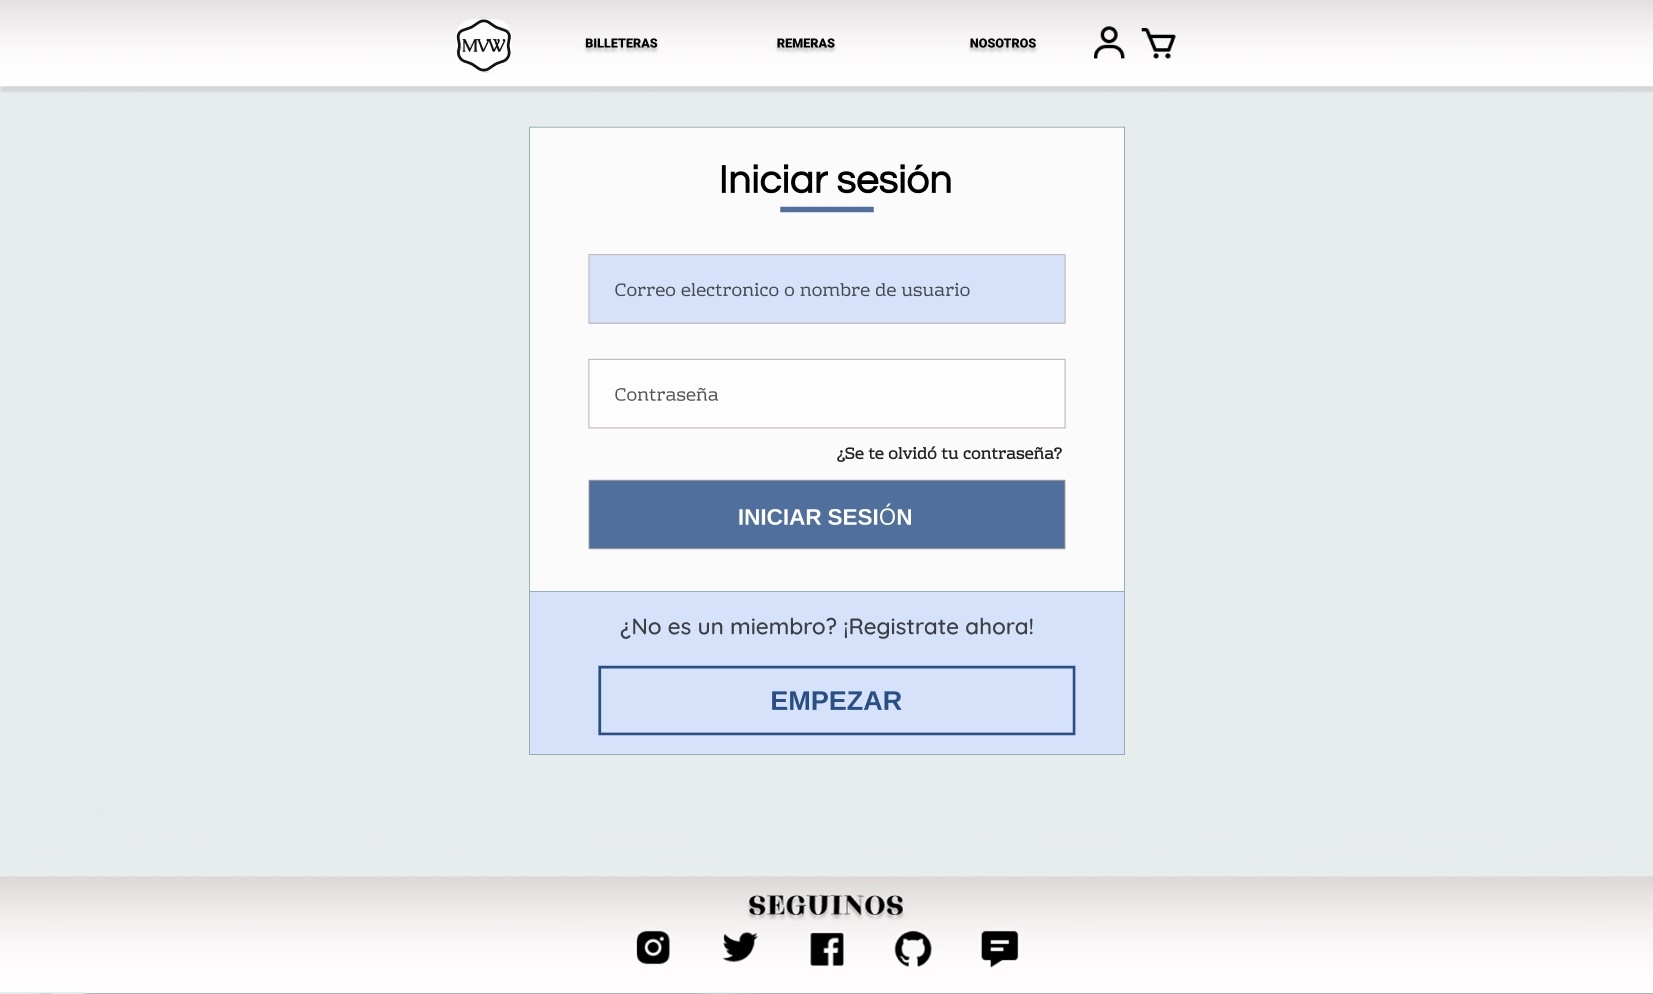 MVW
BILLETERAS
REMERAS
NOSOTROS
Iniciar sesión
Correo electronico o nombre de usuario
Contraseña
¿Se te olvidó tu contraseña?
INICIAR SESIÓN
¿No es un miembro? ¡Registrate ahora!
EMPEZAR
SEGUINOS